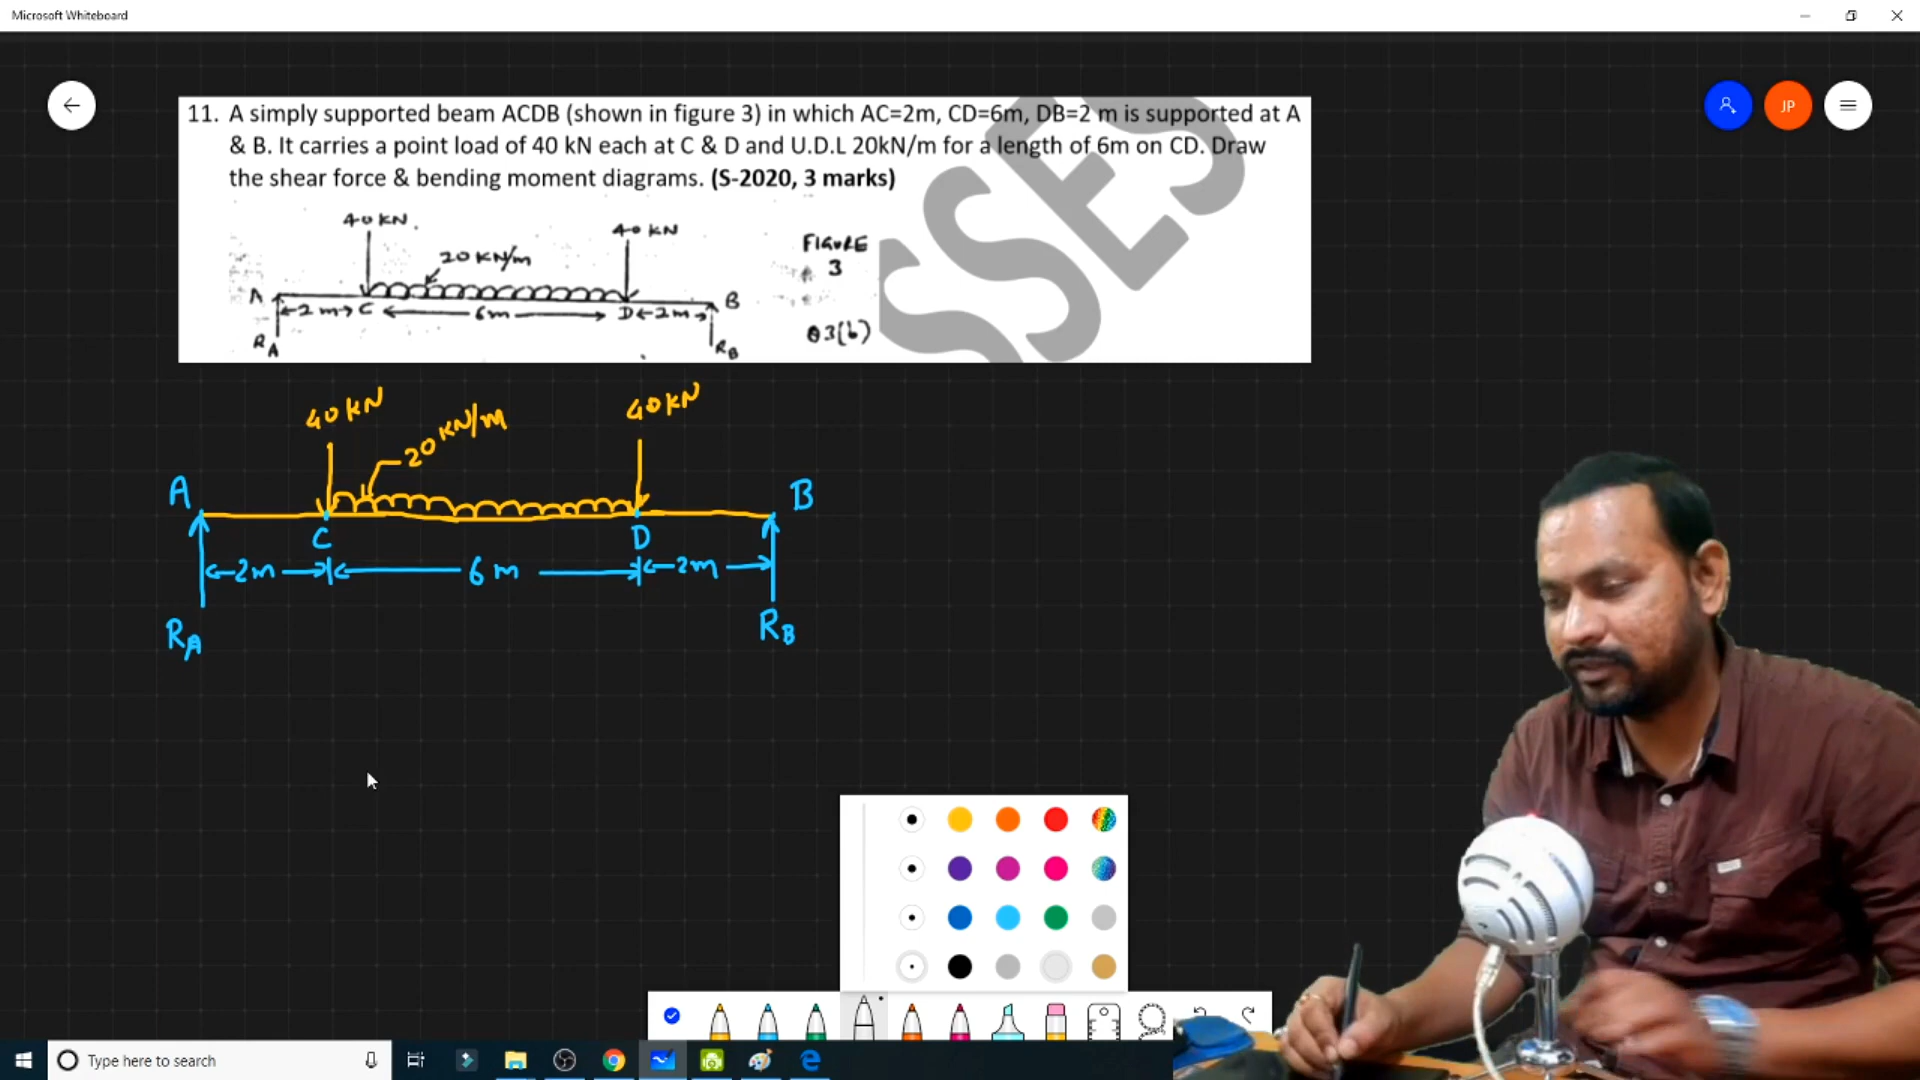 Microsoft Whiteboard
JP
11. A simply supported beam ACDB (shown in figure 3) in which AC=2m, CD=6m, DB=2 m is supported at A
& B. It carries a point load of 40 kN each at C & D and U.D.L 20kN/m for a length of 6m on CD. Draw
the shear force & bending moment diagrams. (S-2020, 3 marks)
SSES
40 KN.
40 KN
20 KN/m
FIGURE
3
A
B
2 m C 6m D 2m
RA
RB
Q3(b)
40 KN
40 KN
20 KN/m
A
B
C
D
2m 6 m 2m
RA
RB
Type here to search